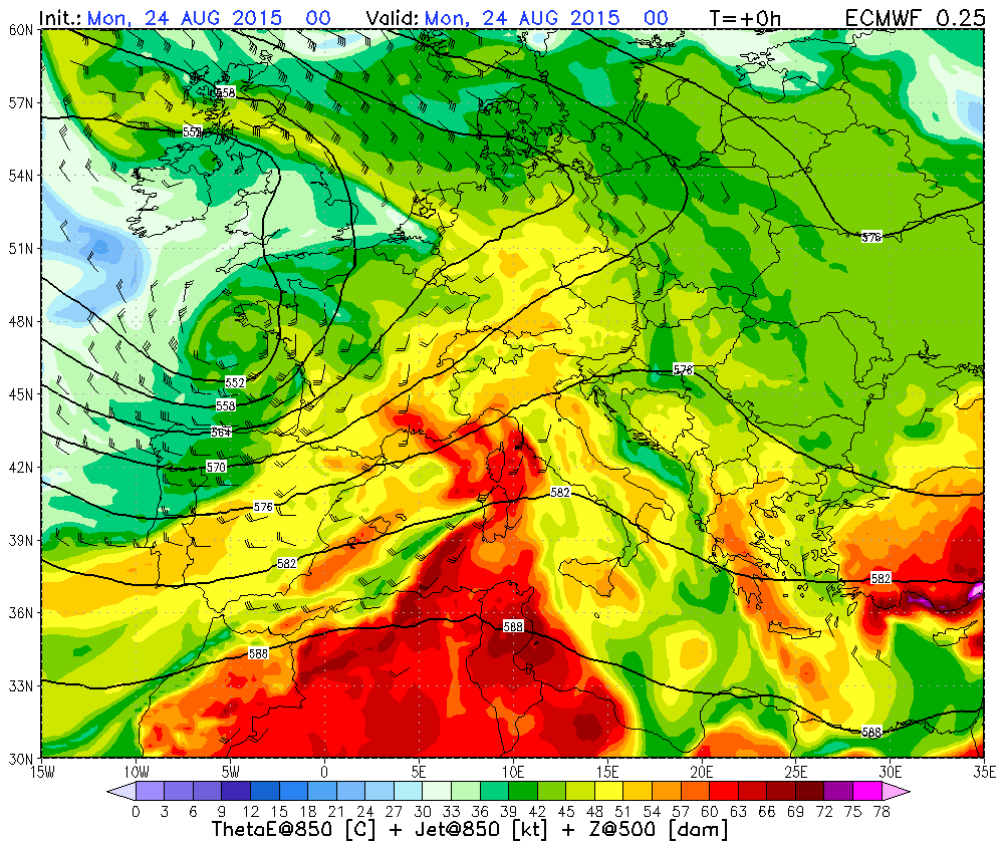 Init.: Mon, 24 AUG 2015 00 Valid: Mon, 24 AUG 2015 00 T=+0h ECMWF 0.25
60N
558
57N
552
54N
51N
576
48N
576
552
45N
558
564
570
42N
582
576
39N
582
582
36N
588
588
33N
588
30N
15W 10W 5W 0 5E 10E 15E 20E 25E 30E 35E
0 3 6 9 12 15 18 21 24 27 30 33 36 39 42 45 48 51 54 57 60 63 66 69 72 75 78
ThetaE@850 [C] + Jet@850 [kt] + Z@500 [dam]